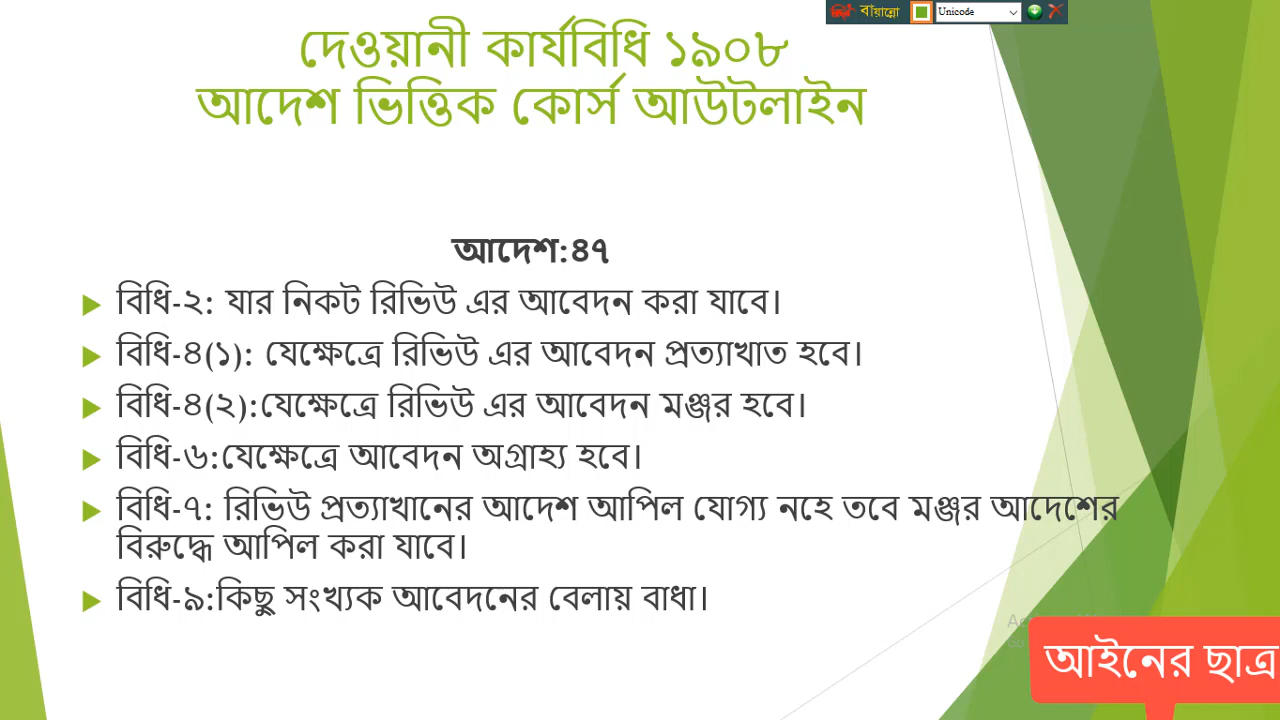 বাঁয়ান্নো Unicode
দেওয়ানী কার্যবিধি ১৯০৮
আদেশ ভিত্তিক কোর্স আউটলাইন
আদেশ:৪৭
বিধি-২: যার নিকট রিভিউ এর আবেদন করা যাবে।
বিধি-৪(১): যেক্ষেত্রে রিভিউ এর আবেদন প্রত্যাখাত হবে।
বিধি-৪(২):যেক্ষেত্রে রিভিউ এর আবেদন মঞ্জর হবে।
বিধি-৬:যেক্ষেত্রে আবেদন অগ্রাহ্য হবে।
বিধি-৭: রিভিউ প্রত্যাখানের আদেশ আপিল যোগ্য নহে তবে মঞ্জর আদেশের
বিরুদ্ধে আপিল করা যাবে।
বিধি-৯:কিছু সংখ্যক আবেদনের বেলায় বাধা।
আইনের ছাত্র